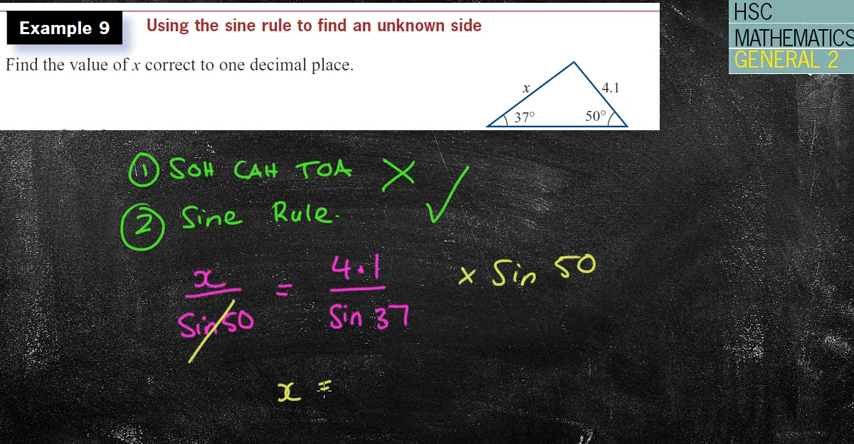 Example 9 Using the sine rule to find an unknown side
HSC
MATHEMATICS
GENERAL 2
Find the value of x correct to one decimal place.
x 4.1
37° 50°
① SOH CAH TOA ✗ ✓
② Sine Rule.
x/Sin 50 = 4.1/Sin 37 × Sin 50
x =